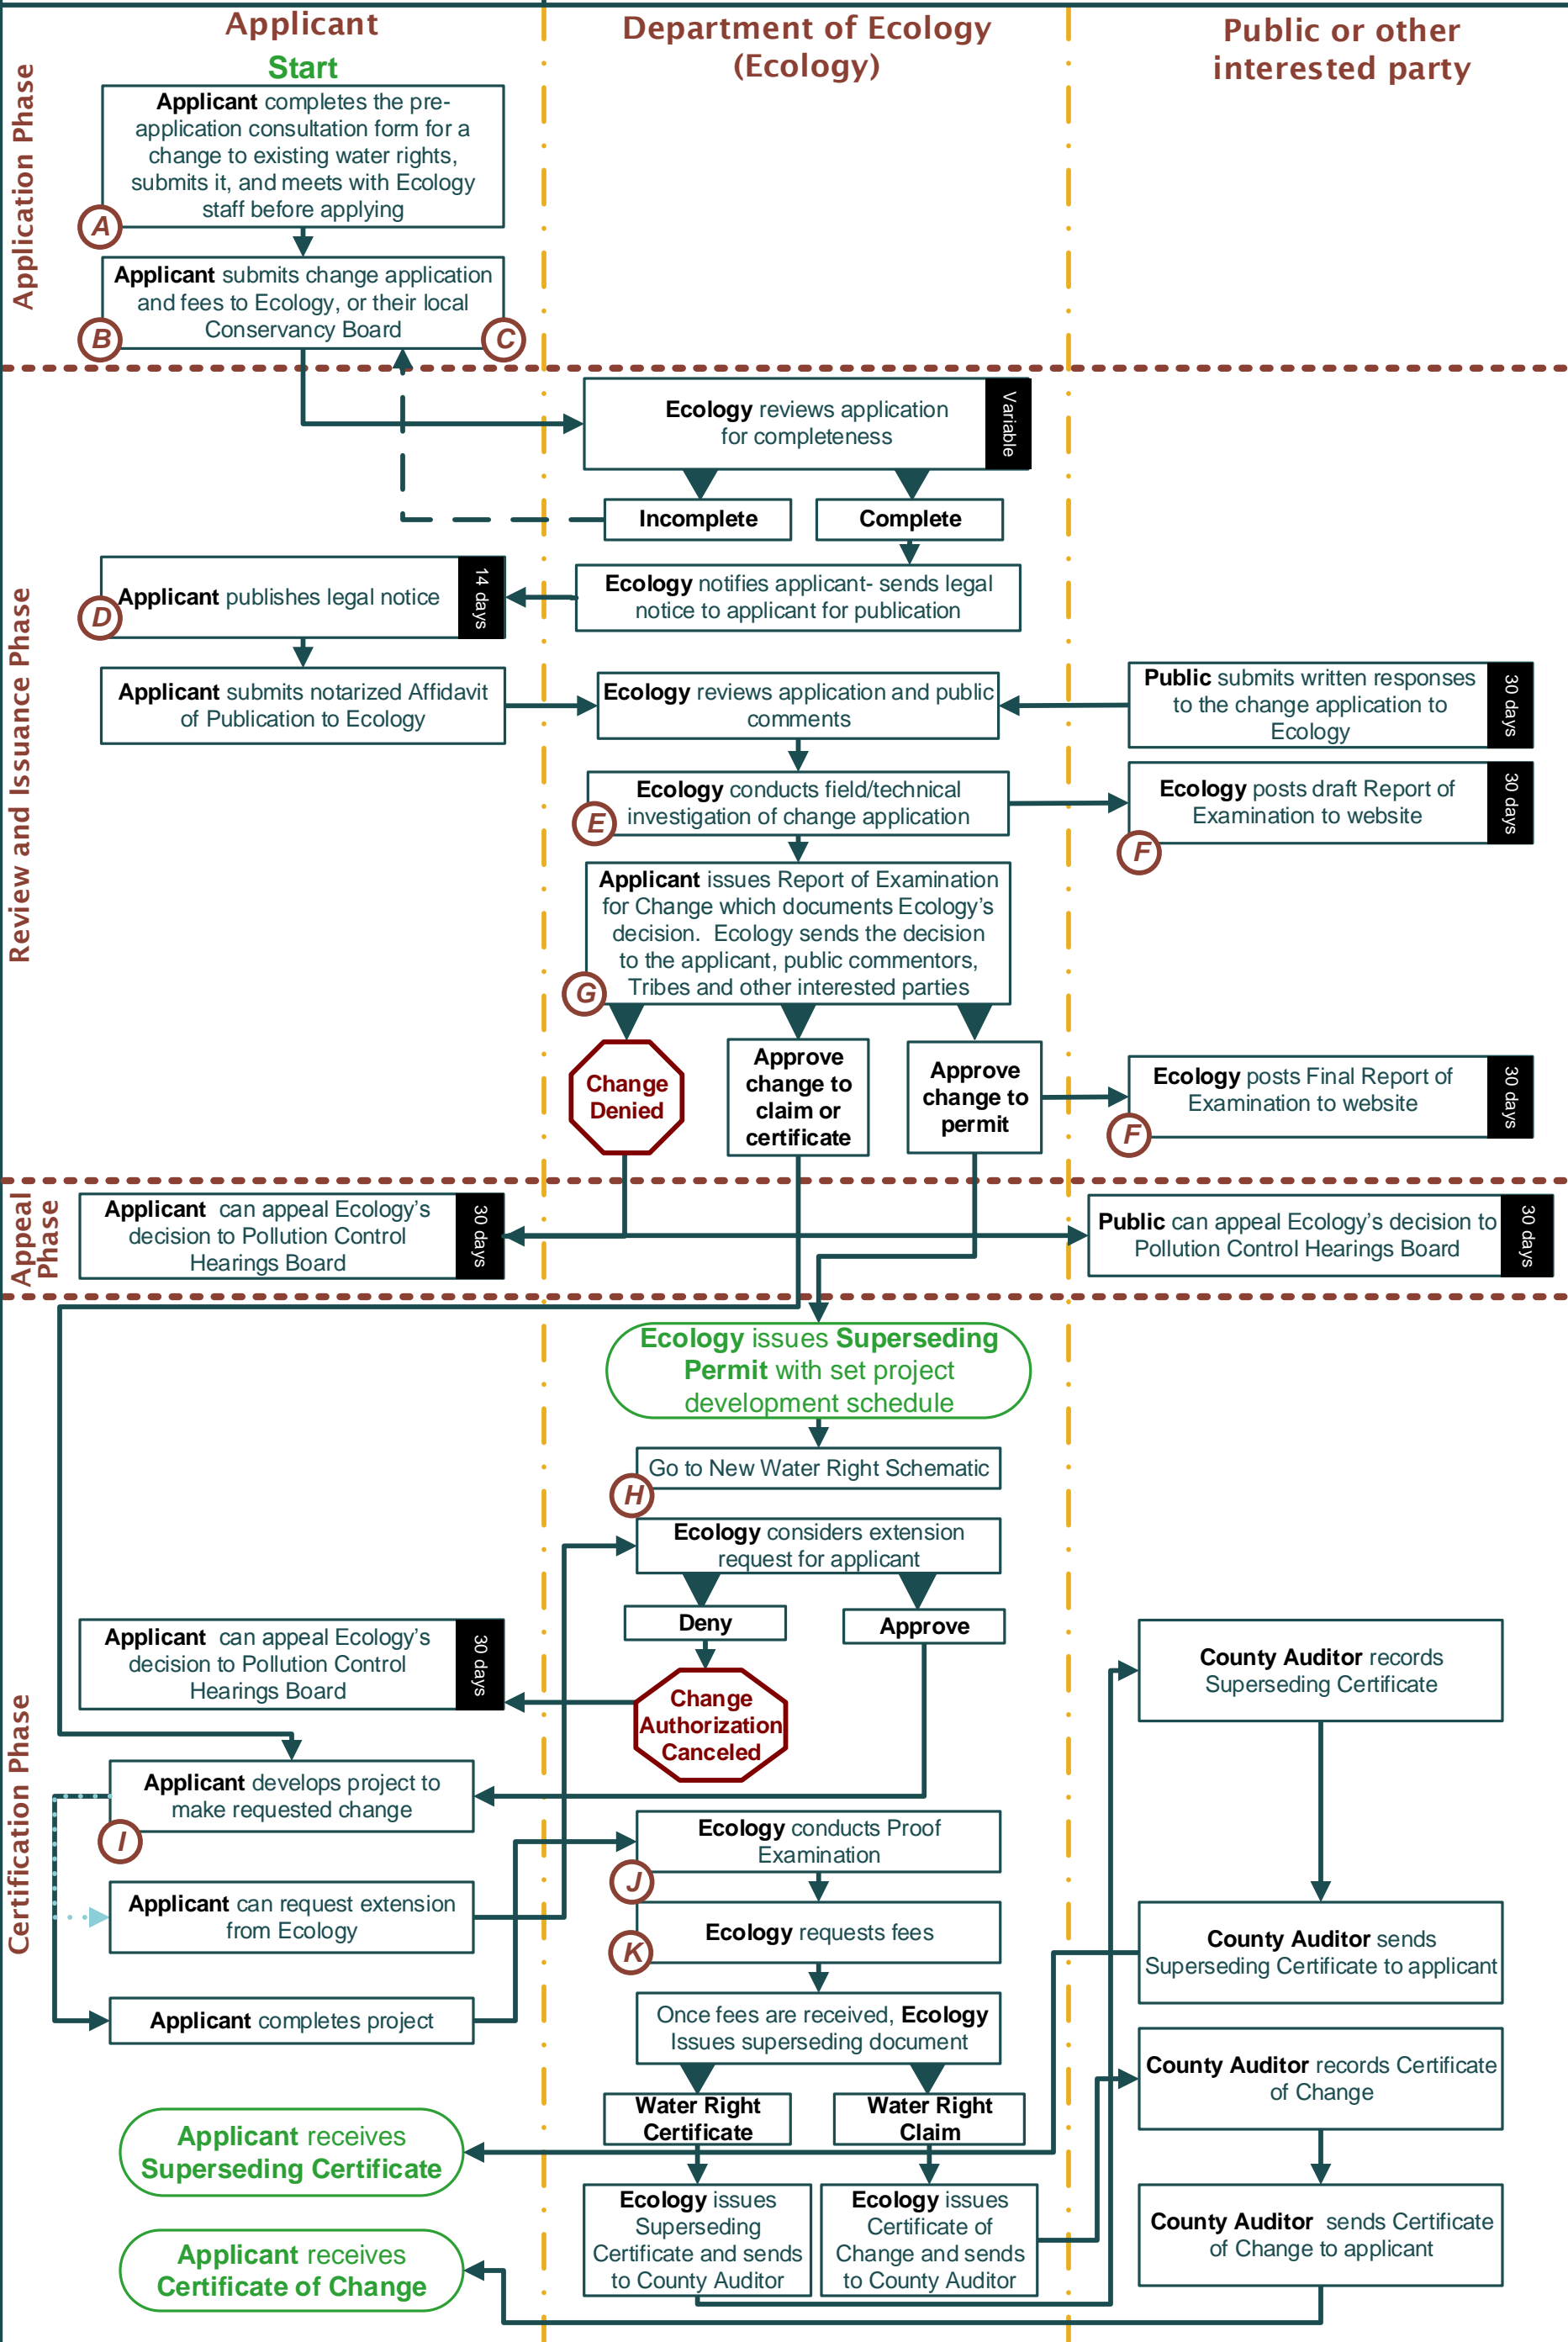 Applicant
Department of Ecology
(Ecology)
Public or other
interested party
Application Phase
Start
Applicant completes the pre-
application consultation form for a
change to existing water rights,
submits it, and meets with Ecology
staff before applying
A
Applicant submits change application
and fees to Ecology, or their local
Conservancy Board
B
C
Review and Issuance Phase
Ecology reviews application
for completeness
Variable
Incomplete
Complete
Ecology notifies applicant- sends legal
notice to applicant for publication
Applicant publishes legal notice
14 days
D
Applicant submits notarized Affidavit
of Publication to Ecology
Ecology reviews application and public
comments
Public submits written responses
to the change application to
Ecology
30 days
Ecology conducts field/technical
investigation of change application
E
Ecology posts draft Report of
Examination to website
30 days
F
Applicant issues Report of Examination
for Change which documents Ecology’s
decision.  Ecology sends the decision
to the applicant, public commentors,
Tribes and other interested parties
G
Change
Denied
Approve
change to
claim or
certificate
Approve
change to
permit
Ecology posts Final Report of
Examination to website
30 days
F
Appeal
Phase
Applicant  can appeal Ecology’s
decision to Pollution Control
Hearings Board
30 days
Public can appeal Ecology’s decision to
Pollution Control Hearings Board
30 days
Certification Phase
Ecology issues Superseding
Permit with set project
development schedule
Go to New Water Right Schematic
H
Ecology considers extension
request for applicant
Deny
Approve
Applicant  can appeal Ecology’s
decision to Pollution Control
Hearings Board
30 days
Change
Authorization
Canceled
County Auditor records
Superseding Certificate
Applicant develops project to
make requested change
I
Ecology conducts Proof
Examination
J
Applicant can request extension
from Ecology
Ecology requests fees
K
County Auditor sends
Superseding Certificate to applicant
Applicant completes project
Once fees are received, Ecology
Issues superseding document
County Auditor records Certificate
of Change
Water Right
Certificate
Water Right
Claim
Applicant receives
Superseding Certificate
Ecology issues
Superseding
Certificate and sends
to County Auditor
Ecology issues
Certificate of
Change and sends
to County Auditor
County Auditor  sends Certificate
of Change to applicant
Applicant receives
Certificate of Change